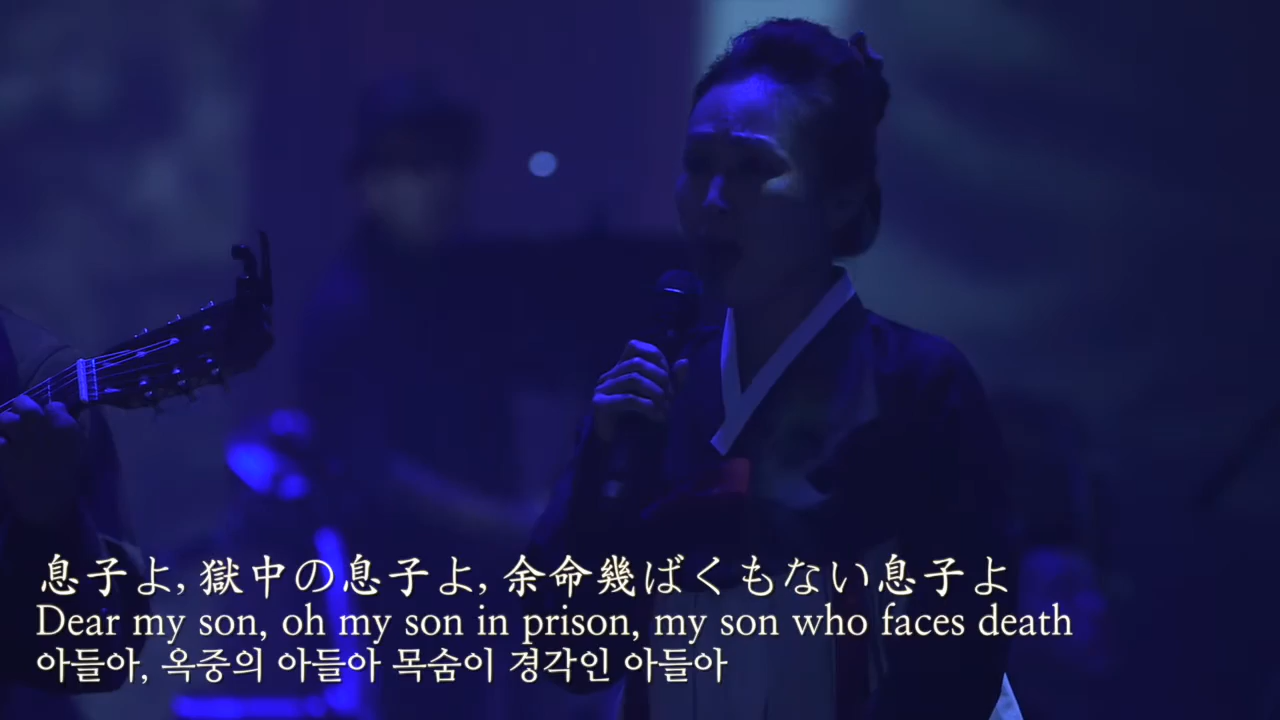 息子よ, 獄中の息子よ, 余命幾ばくもない息子よ
Dear my son, oh my son in prison, my son who faces death
아들아, 옥중의 아들아 목숨이 경각인 아들아